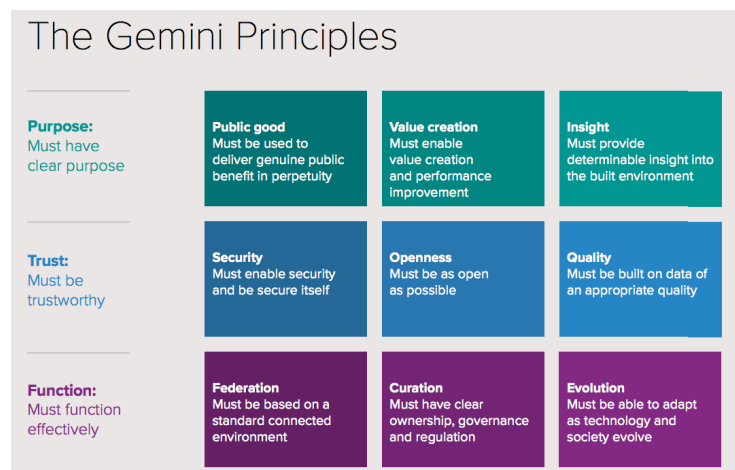 The Gemini Principles
Purpose:
Must have
clear purpose
Public good
Must be used to
deliver genuine public
benefit in perpetuity
Value creation
Must enable
value creation
and performance
improvement
Insight
Must provide
determinable insight into
the built environment
Trust:
Must be
trustworthy
Security
Must enable security
and be secure itself
Openness
Must be as open
as possible
Quality
Must be built on data of
an appropriate quality
Function:
Must function
effectively
Federation
Must be based on a
standard connected
environment
Curation
Must have clear
ownership, governance
and regulation
Evolution
Must be able to adapt
as technology and
society evolve